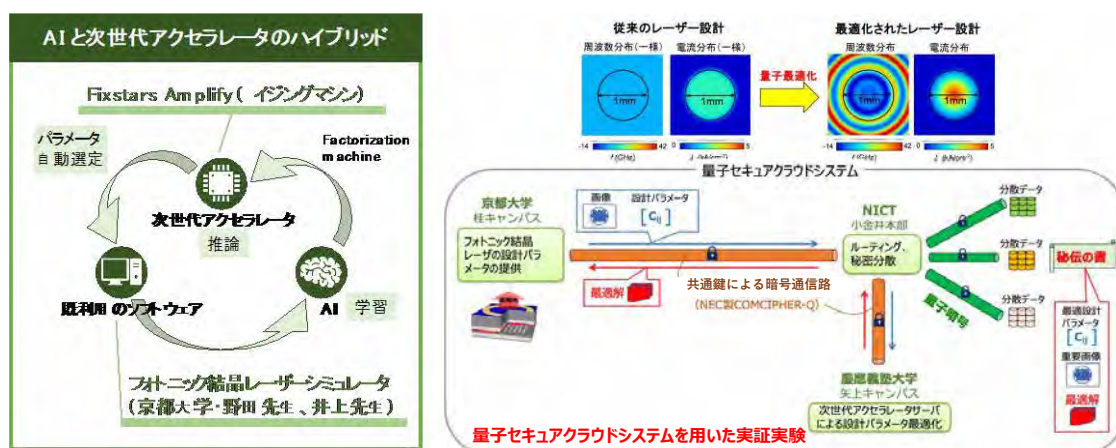 AIと次世代アクセラレータのハイブリッド
Fixstars Amplify( イジングマシン)
パラメータ
自動選定
Factorization
machine
次世代アクセラレータ
推論
既利用のソフトウェア
AI 学習
フォトニック結晶レーザーシミュレータ
(京都大学・野田先生、井上先生)
従来のレーザー設計
最適化されたレーザー設計
周波数分布(一様)
電流分布(一様)
周波数分布
電流分布
量子最適化
1mm
1mm
1mm
1mm
-14 42
0 5
-14 42
0 5
f (GHz)
f (GHz)
量子セキュアクラウドシステム
京都大学
桂キャンパス
フォトニック結晶
レーザの設計パラ
メータの提供
画像
設計パラメータ
[Cij]
最適解
共通鍵による暗号通信路
(NEC製COMCIPHER-Q)
NICT
小金井本部
ルーティング、
秘密分散
分散データ
分散データ
分散データ
量子暗号
秘伝の書
最適設計
パラメータ
[Cij]
重要画像
最適解
慶應義塾大学
矢上キャンパス
次世代アクセラレータサーバ
による設計パラメータ最適化
量子セキュアクラウドシステムを用いた実証実験